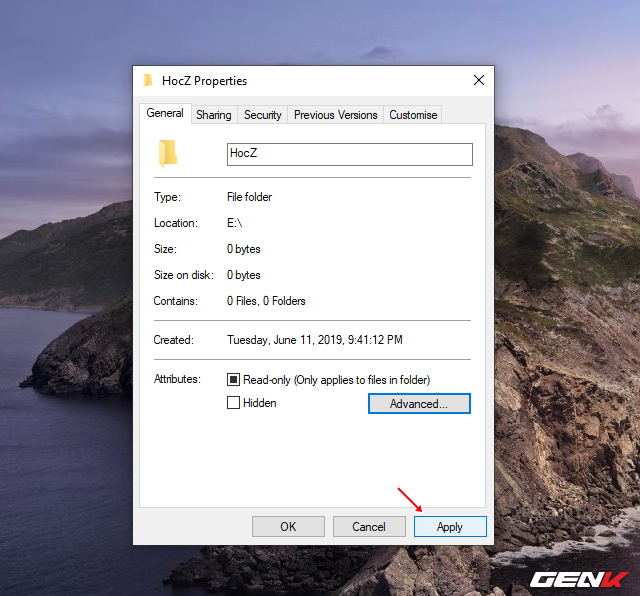 HocZ Properties
General Sharing Security Previous Versions Customise
HocZ
Type: File folder
Location: E:\
Size: 0 bytes
Size on disk: 0 bytes
Contains: 0 Files, 0 Folders
Created: Tuesday, June 11, 2019, 9:41:12 PM
Attributes: Read-only (Only applies to files in folder)
Hidden Advanced...
OK Cancel Apply
GENK